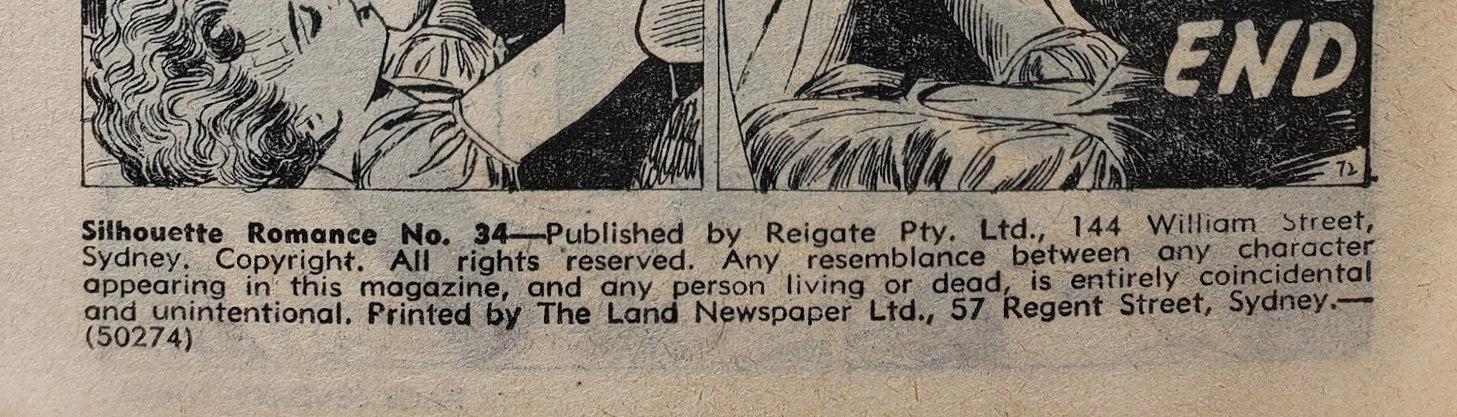 END
72
Silhouette Romance No. 34—Published by Reigate Pty. Ltd., 144 William Street,
Sydney. Copyright. All rights reserved. Any resemblance between any character
appearing in this magazine, and any person living or dead, is entirely coincidental
and unintentional. Printed by The Land Newspaper Ltd., 57 Regent Street, Sydney.—
(50274)